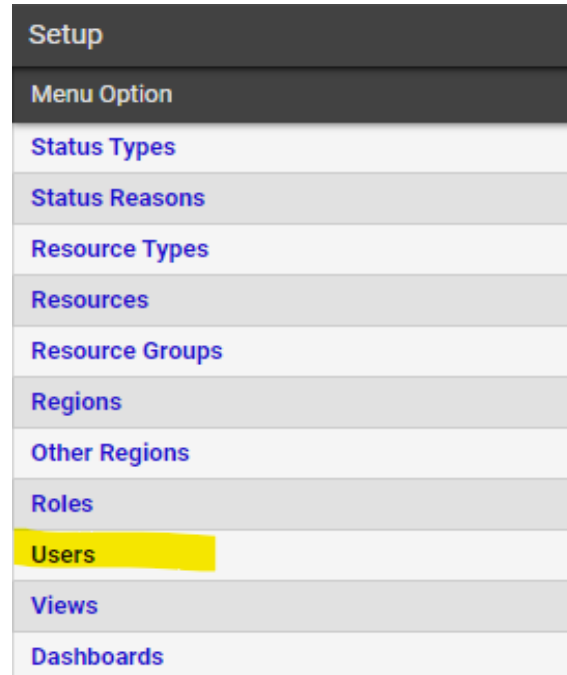 Setup
Menu Option
Status Types
Status Reasons
Resource Types
Resources
Resource Groups
Regions
Other Regions
Roles
Users
Views
Dashboards